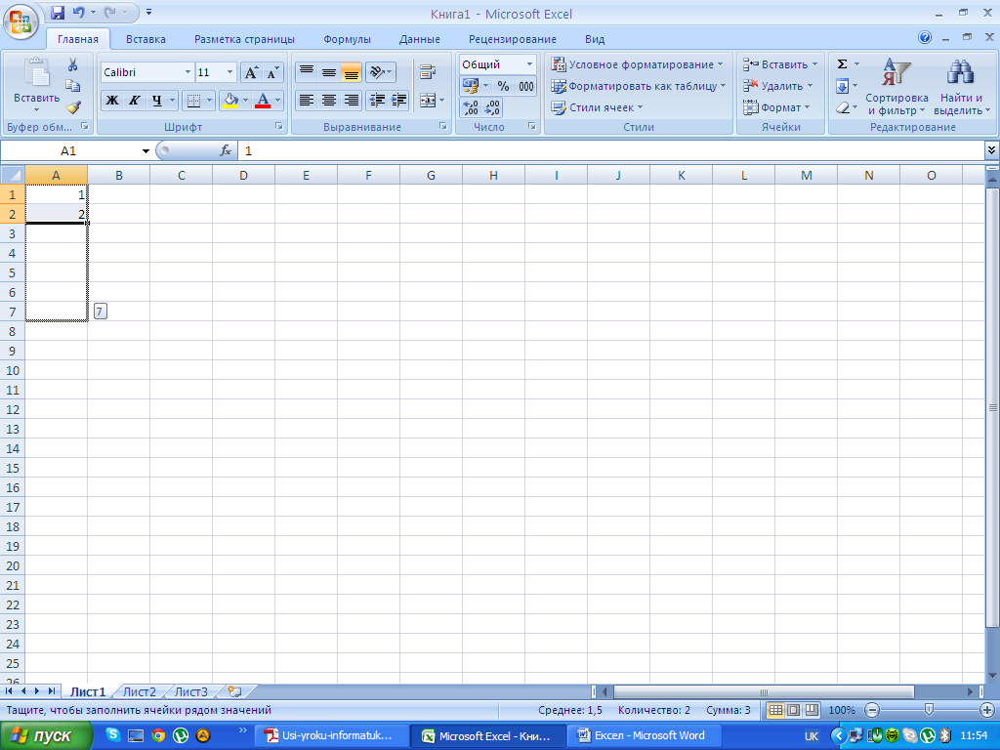 Книга1 - Microsoft Excel
Главная Вставка Разметка страницы Формулы Данные Рецензирование Вид
Calibri 11 Общий Условное форматирование Вставить Σ
Вставить Ж К Ч А % 000 Форматировать как таблицу Удалить Сортировка и фильтр Найти и выделить
,00 ,00 Стили ячеек Формат
Буфер обм... Шрифт Выравнивание Число Стили Ячейки Редактирование
A1 fx 1
A B C D E F G H I J K L M N O
1 1
2 2
3
4
5
6
7 7
8
9
10
11
12
13
14
15
16
17
18
19
20
21
22
23
24
25
26
Лист1 Лист2 Лист3
Тащите, чтобы заполнить ячейки рядом значений Среднее: 1,5 Количество: 2 Сумма: 3 100%
пуск Usi-yroku-informatuk... Microsoft Excel - Кни... Ексел - Microsoft Word UK 11:54